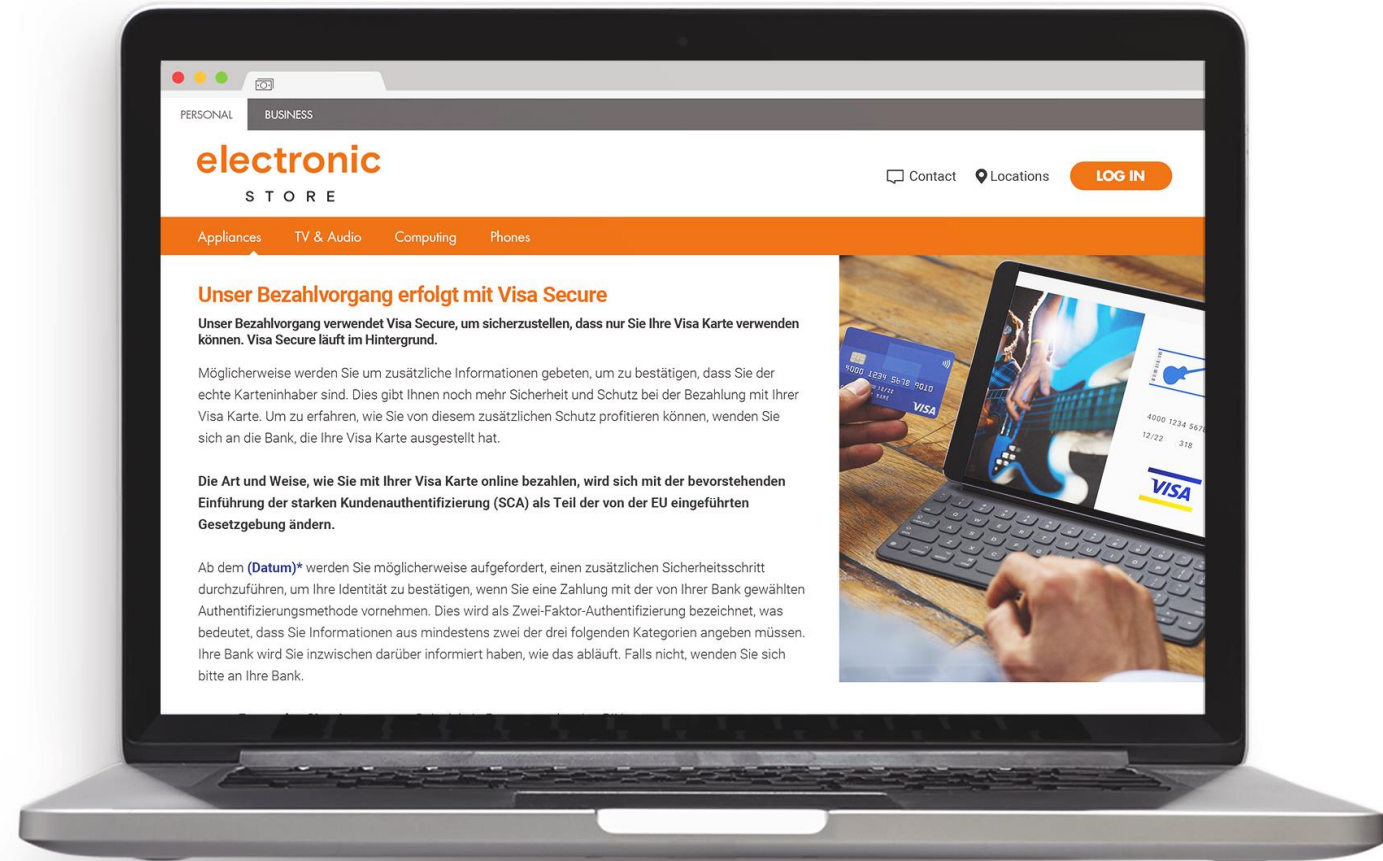 PERSONAL BUSINESS
electronic
STORE
Contact Locations LOG IN
Appliances TV & Audio Computing Phones
Unser Bezahlvorgang erfolgt mit Visa Secure
Unser Bezahlvorgang verwendet Visa Secure, um sicherzustellen, dass nur Sie Ihre Visa Karte verwenden
können. Visa Secure läuft im Hintergrund.
Möglicherweise werden Sie um zusätzliche Informationen gebeten, um zu bestätigen, dass Sie der
echte Karteninhaber sind. Dies gibt Ihnen noch mehr Sicherheit und Schutz bei der Bezahlung mit Ihrer
Visa Karte. Um zu erfahren, wie Sie von diesem zusätzlichen Schutz profitieren können, wenden Sie
sich an die Bank, die Ihre Visa Karte ausgestellt hat.
Die Art und Weise, wie Sie mit Ihrer Visa Karte online bezahlen, wird sich mit der bevorstehenden
Einführung der starken Kundenauthentifizierung (SCA) als Teil der von der EU eingeführten
Gesetzgebung ändern.
Ab dem (Datum)* werden Sie möglicherweise aufgefordert, einen zusätzlichen Sicherheitsschritt
durchzuführen, um Ihre Identität zu bestätigen, wenn Sie eine Zahlung mit der von Ihrer Bank gewählten
Authentifizierungsmethode vornehmen. Dies wird als Zwei-Faktor-Authentifizierung bezeichnet, was
bedeutet, dass Sie Informationen aus mindestens zwei der drei folgenden Kategorien angeben müssen.
Ihre Bank wird Sie inzwischen darüber informiert haben, wie das abläuft. Falls nicht, wenden Sie sich
bitte an Ihre Bank.
4000 1234 5678 9010
12/22
VISA
4000 1234 567
12/22 318
VISA